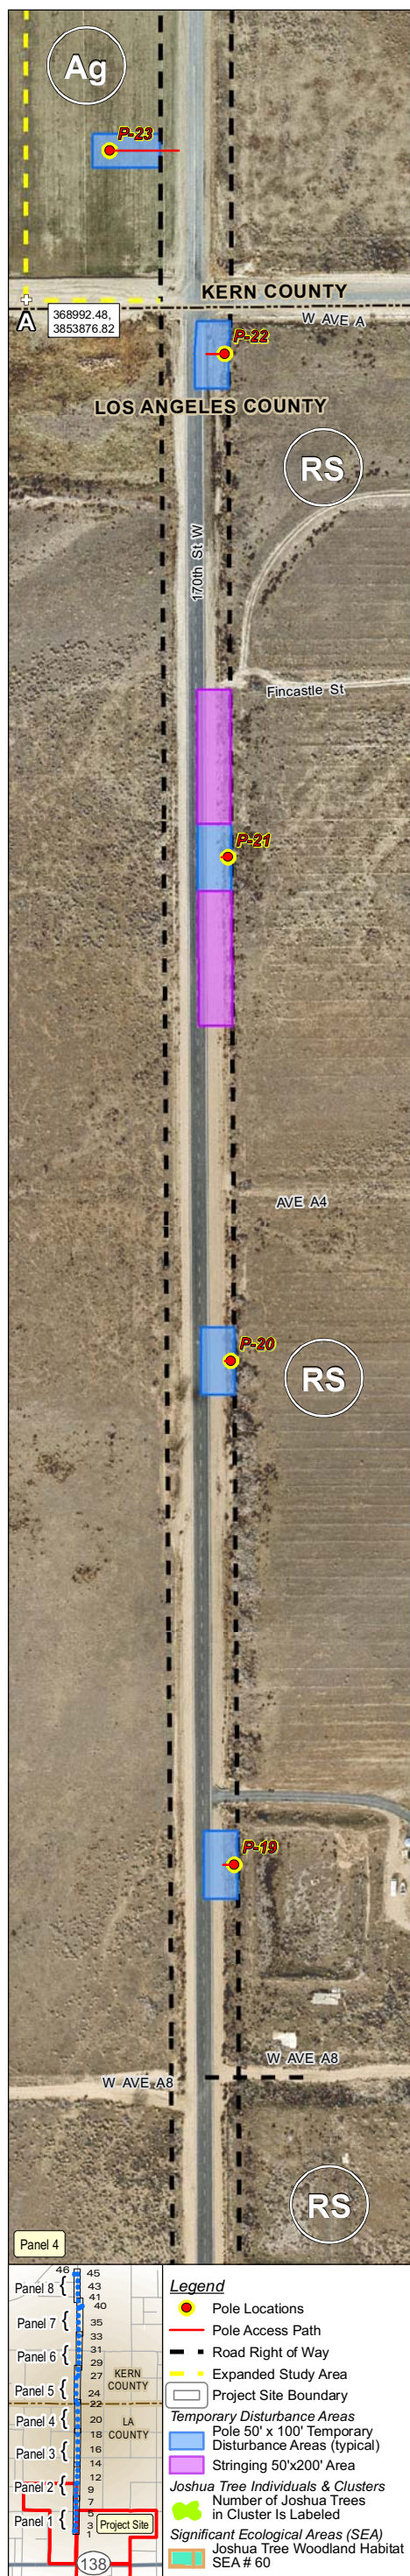 Ag
P-23
KERN COUNTY
A
368992.48,
3853876.82
W AVE A
P-22
LOS ANGELES COUNTY
RS
170th St W
Fincastle St
P-21
AVE A4
P-20
RS
P-19
W AVE A8
W AVE A8
RS
Panel 4
46
45
Panel 8
43
41
40
Panel 7
35
33
31
Panel 6
29
27
KERN
COUNTY
Panel 5
24
22
Panel 4
20
LA
COUNTY
18
Panel 3
16
14
12
Panel 2
9
7
5
Panel 1
3
1
Project Site
138
Legend
Pole Locations
Pole Access Path
Road Right of Way
Expanded Study Area
Project Site Boundary
Temporary Disturbance Areas
Pole 50' x 100' Temporary
Disturbance Areas (typical)
Stringing 50'x200' Area
Joshua Tree Individuals & Clusters
Number of Joshua Trees
in Cluster Is Labeled
Significant Ecological Areas (SEA)
Joshua Tree Woodland Habitat
SEA # 60